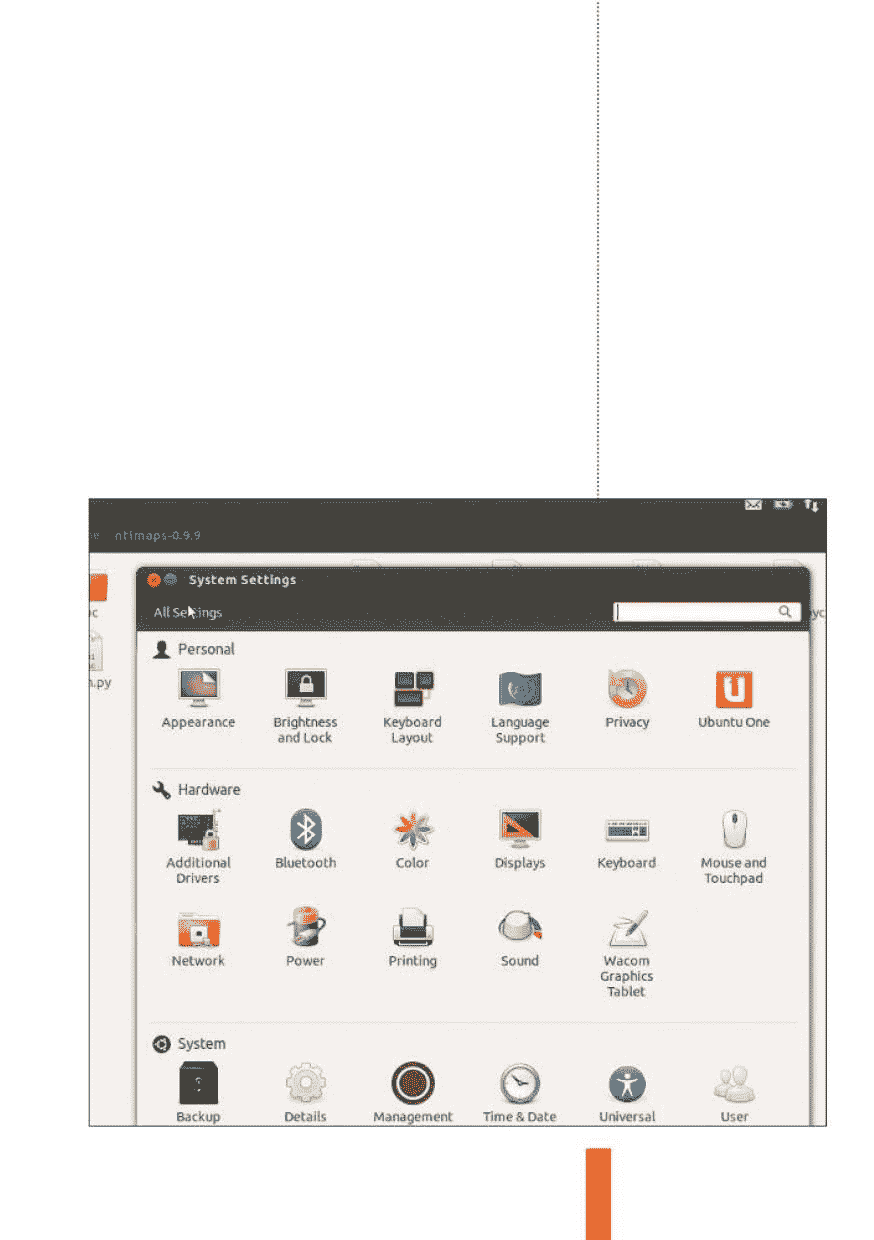 ntimaps-0.9.9
System Settings
All Settings
Personal
Appearance
Brightness
and Lock
Keyboard
Layout
Language
Support
Privacy
Ubuntu One
Hardware
Additional
Drivers
Bluetooth
Color
Displays
Keyboard
Mouse and
Touchpad
Network
Power
Printing
Sound
Wacom
Graphics
Tablet
System
Backup
Details
Management
Time & Date
Universal
User
.py